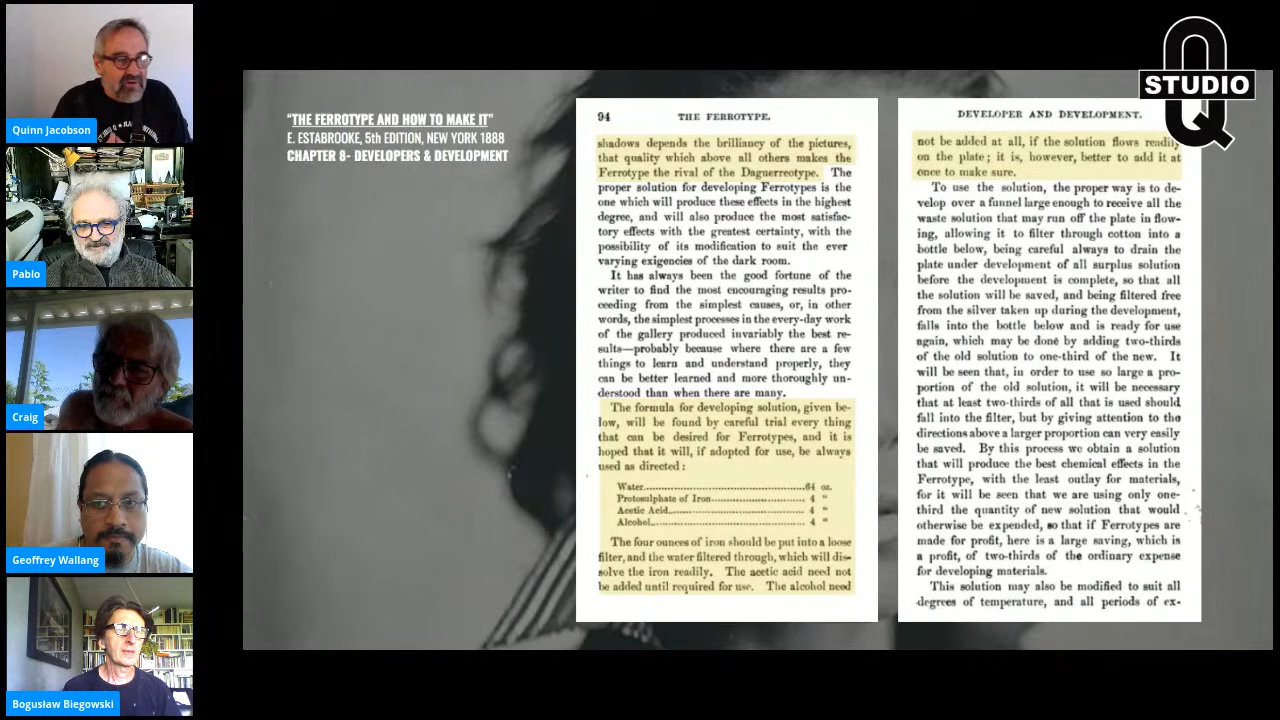 Quinn Jacobson
Pablo
Craig
Geoffrey Wallang
Bogusław Biegowski
"THE FERROTYPE AND HOW TO MAKE IT"
E. ESTABROOKE, 5th EDITION, NEW YORK 1888
CHAPTER 8- DEVELOPERS & DEVELOPMENT
94 THE FERROTYPE.
shadows depends the brilliancy of the pictures,
that quality which above all others makes the
Ferrotype the rival of the Daguerreotype. The
proper solution for developing Ferrotypes is the
one which will produce these effects in the highest
degree, and will also produce the most satisfac-
tory effects with the greatest certainty, with the
possibility of its modification to suit the ever
varying exigencies of the dark room.
It has always been the good fortune of the
writer to find the most encouraging results pro-
ceeding from the simplest causes, or, in other
words, the simplest processes in the every-day work
of the gallery produced invariably the best re-
sults—probably because where there are a few
things to learn and understand properly, they
can be better learned and more thoroughly un-
derstood than when there are many.
The formula for developing solution, given be-
low, will be found by careful trial every thing
that can be desired for Ferrotypes, and it is
hoped that it will, if adopted for use, be always
used as directed:
Water..........................................64 oz.
Protosulphate of Iron........................ 4 "
Acetic Acid.................................... 4 "
Alcohol......................................... 4 "
The four ounces of iron should be put into a loose
filter, and the water filtered through, which will dis-
solve the iron readily. The acetic acid need not
be added until required for use. The alcohol need
DEVELOPER AND DEVELOPMENT.
not be added at all, if the solution flows readily
on the plate; it is, however, better to add it at
once to make sure.
To use the solution, the proper way is to de-
velop over a funnel large enough to receive all the
waste solution that may run off the plate in flow-
ing, allowing it to filter through cotton into a
bottle below, being careful always to drain the
plate under development of all surplus solution
before the development is complete, so that all
the solution will be saved, and being filtered free
from the silver taken up during the development,
falls into the bottle below and is ready for use
again, which may be done by adding two-thirds
of the old solution to one-third of the new. It
will be seen that, in order to use so large a pro-
portion of the old solution, it will be necessary
that at least two-thirds of all that is used should
fall into the filter, but by giving attention to the
directions above a larger proportion can very easily
be saved. By this process we obtain a solution
that will produce the best chemical effects in the
Ferrotype, with the least outlay for materials,
for it will be seen that we are using only one-
third the quantity of new solution that would
otherwise be expended, so that if Ferrotypes are
made for profit, here is a large saving, which is
a profit, of two-thirds of the ordinary expense
for developing materials.
This solution may also be modified to suit all
degrees of temperature, and all periods of ex-
STUDIO
Q